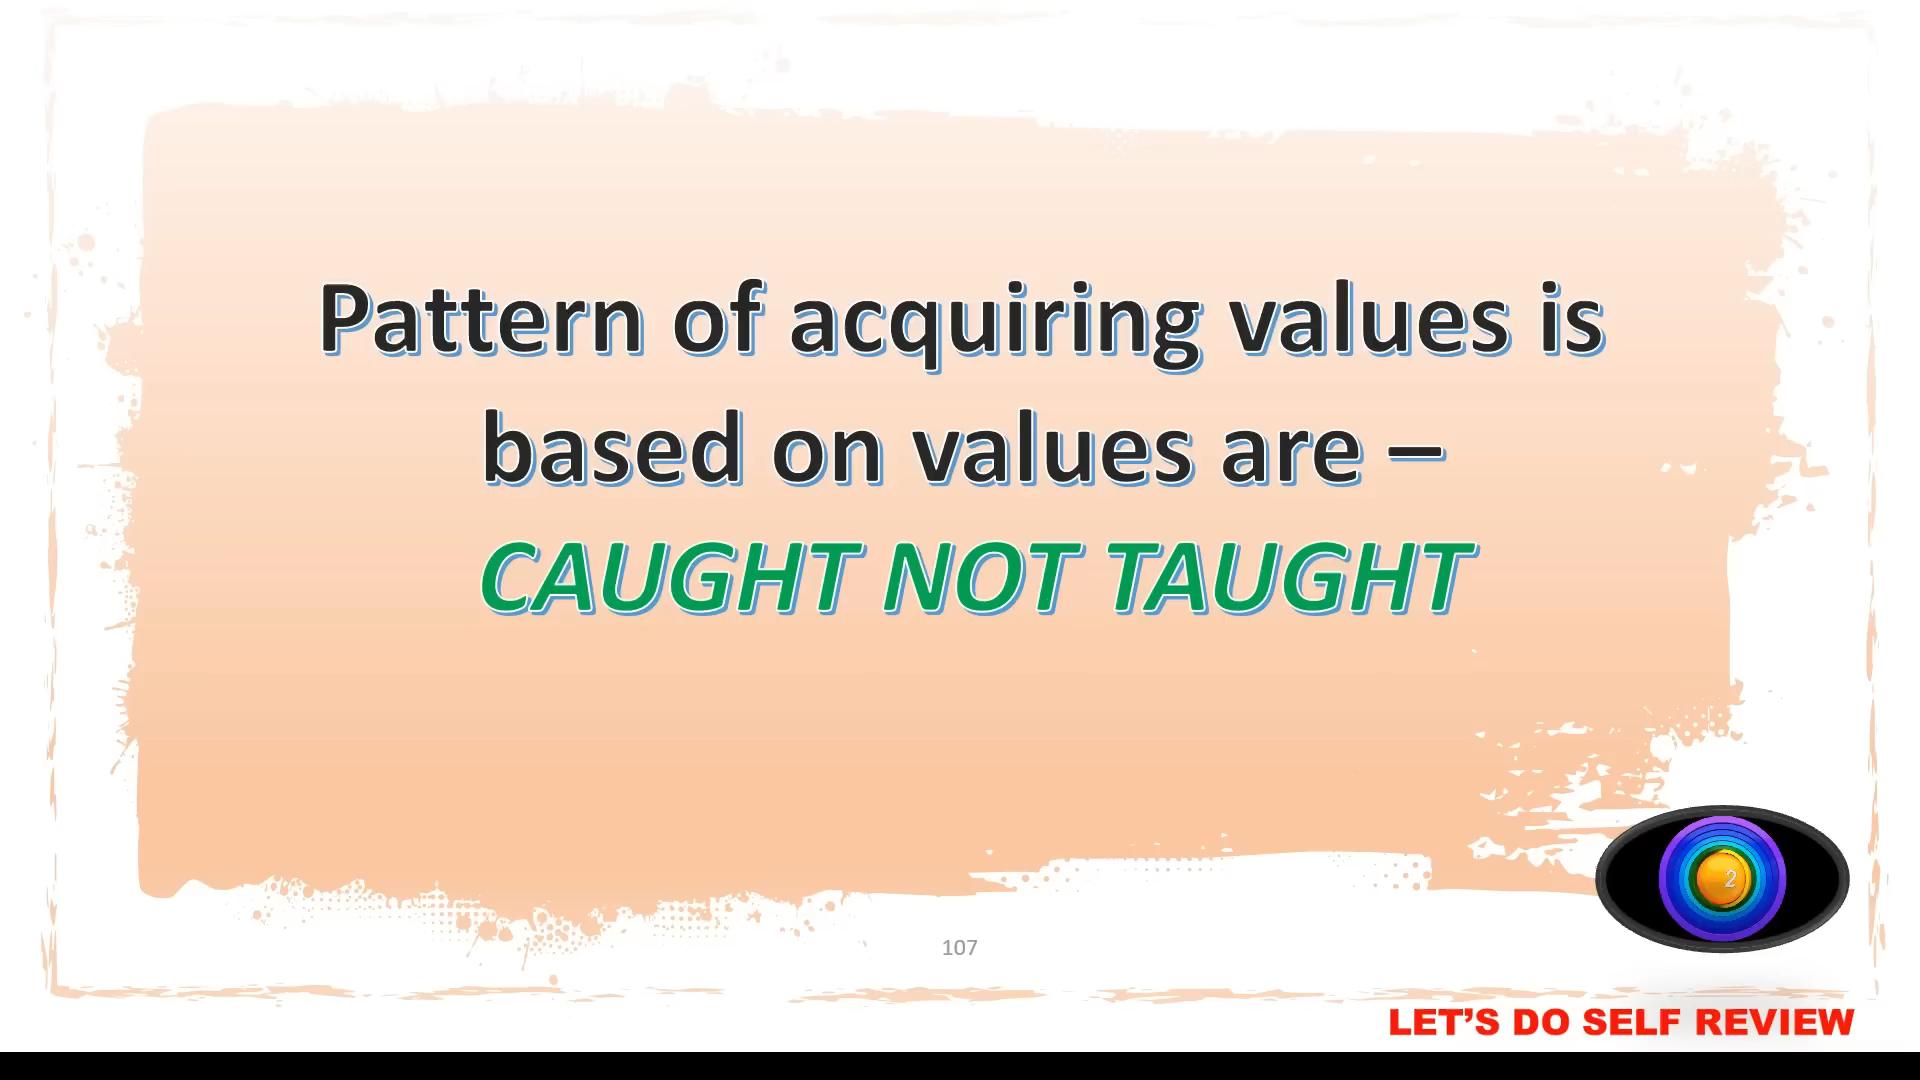 Pattern of acquiring values is
based on values are –
CAUGHT NOT TAUGHT
2
107
LET’S DO SELF REVIEW